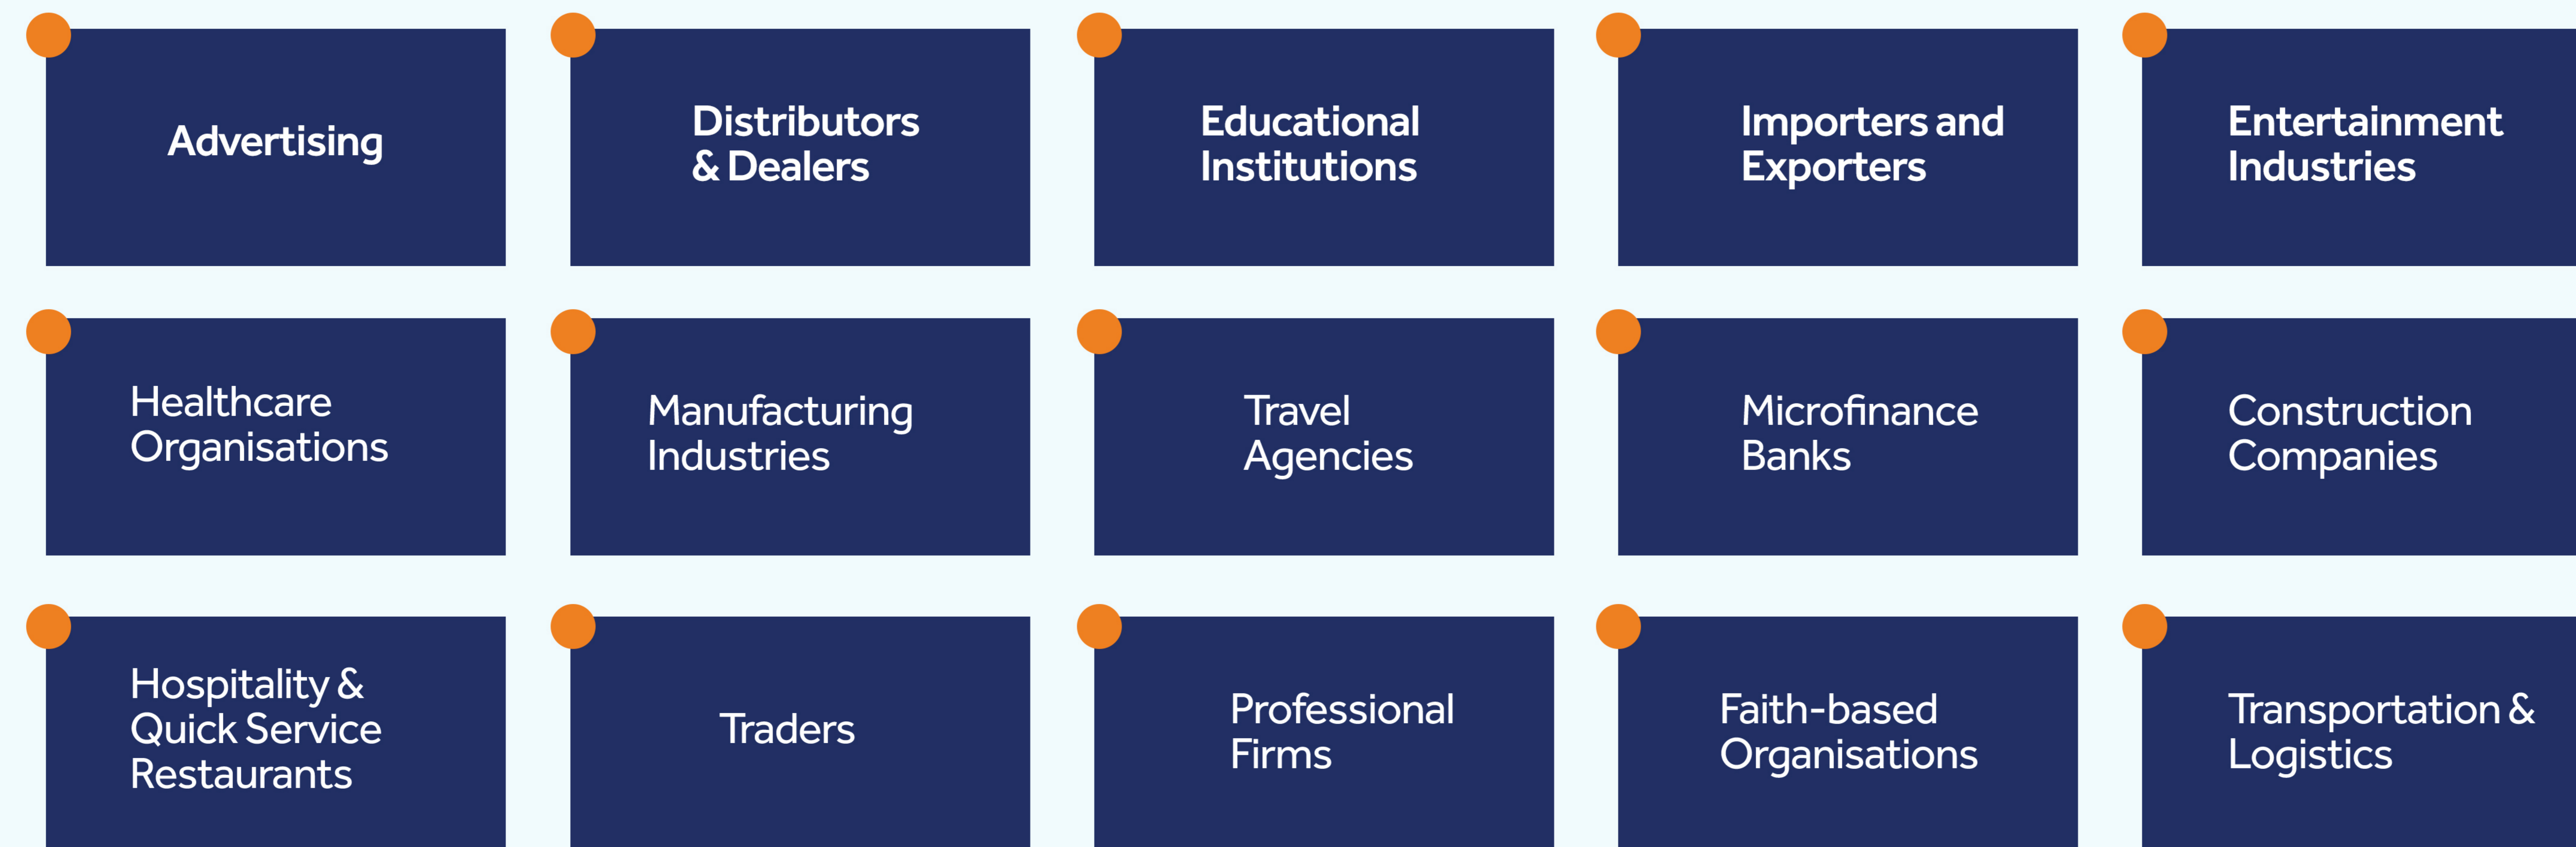 Advertising
Distributors
& Dealers
Educational
Institutions
Importers and
Exporters
Entertainment
Industries
Healthcare
Organisations
Manufacturing
Industries
Travel
Agencies
Microfinance
Banks
Construction
Companies
Hospitality &
Quick Service
Restaurants
Traders
Professional
Firms
Faith-based
Organisations
Transportation &
Logistics